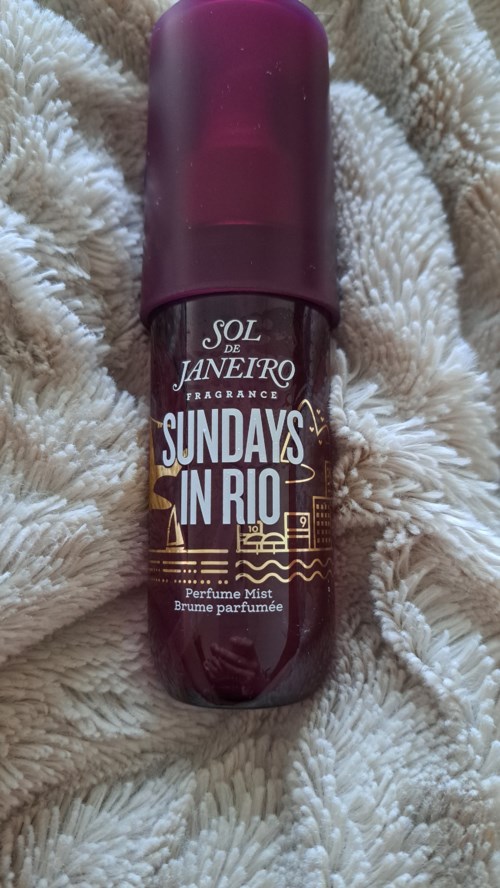 SOL
DE
JANEIRO
FRAGRANCE
SUNDAYS
IN RIO
10 9
Perfume Mist
Brume parfumée